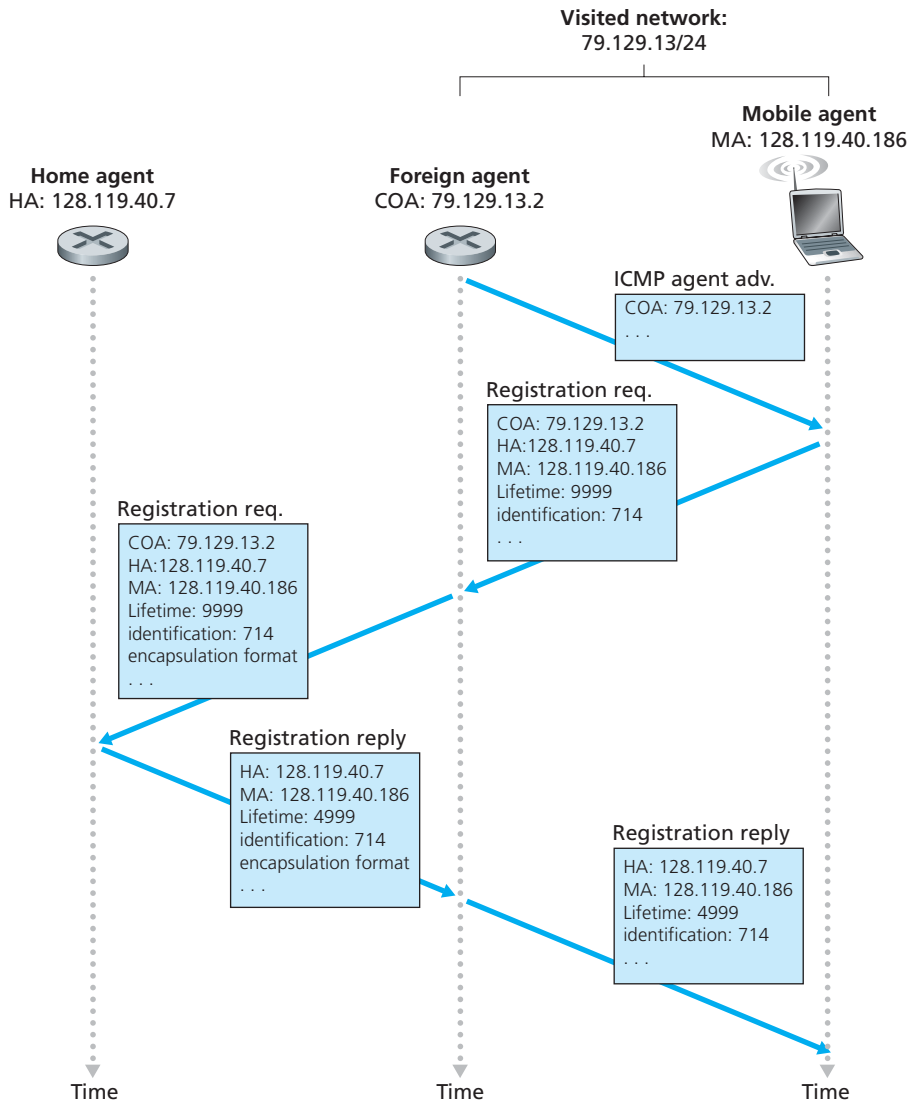 Visited network:
79.129.13/24
Mobile agent
MA: 128.119.40.186
Home agent
HA: 128.119.40.7
Foreign agent
COA: 79.129.13.2
ICMP agent adv.
COA: 79.129.13.2
. . .
Registration req.
COA: 79.129.13.2
HA:128.119.40.7
MA: 128.119.40.186
Lifetime: 9999
identification: 714
. . .
Registration req.
COA: 79.129.13.2
HA:128.119.40.7
MA: 128.119.40.186
Lifetime: 9999
identification: 714
encapsulation format
. . .
Registration reply
HA: 128.119.40.7
MA: 128.119.40.186
Lifetime: 4999
identification: 714
encapsulation format
. . .
Registration reply
HA: 128.119.40.7
MA: 128.119.40.186
Lifetime: 4999
identification: 714
. . .
Time
Time
Time